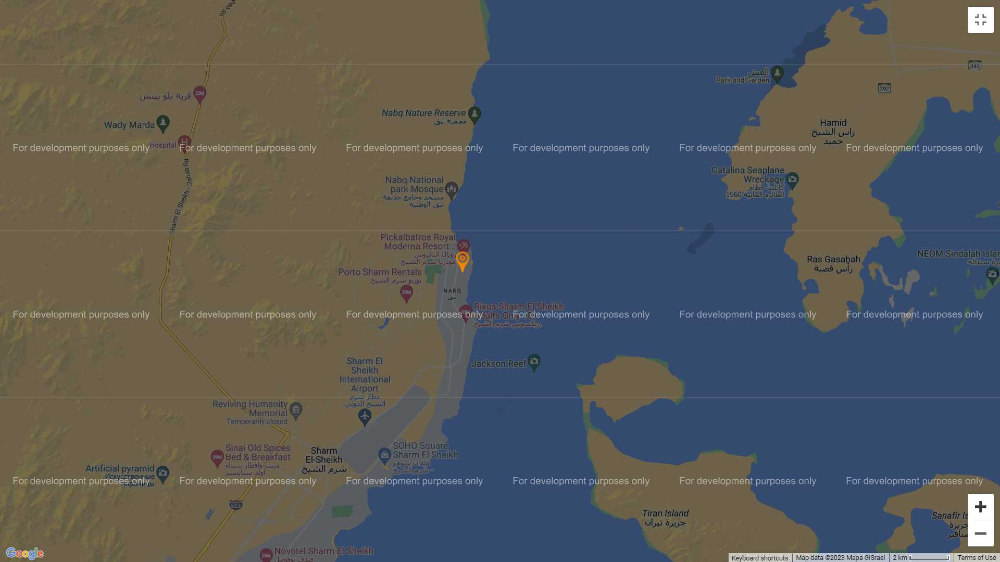 Dahab Rd
العش
Park and Garden
392
392
قرية بلو بيتش
Nabq Nature Reserve
محمية نبق
Wady Marda
Hamid
راس الشيخ
حميد
Hospital
For development purposes only
For development purposes only
For development purposes only
For development purposes only
For development purposes only
For development purposes only
Sharm El Sheikh - Dahab Rd
Catalina Seaplane
Wreckage
كاتلينا حطام
الطائره المائية 1960
Nabq National
park Mosque
مسجد وجامع حديقة
نبق الوطنية
Pickalbatros Royal
Moderna Resort...
رويال الباتروس
مودرنا شرم الشيخ
NEOM Sindalah Islan
Ras Gasabah
رأس قصبة
Porto Sharm Rentals
بورتو شرم الشيخ
NABQ
نبق
Rixos Sharm El Sheikh
Adults Only
ريكسوس شرم الشيخ,
For development purposes only
For development purposes only
For development purposes only
For development purposes only
For development purposes only
For development purposes only
Jackson Reef
Sharm El
Sheikh
International
Airport
مطار شرم
الشيخ الدولي
Reviving Humanity
Memorial
Temporarily closed
Sinai Old Spices
Bed & Breakfast
مبيت وإفطار سيناء
اولد سبايسيز
Sharm
El-Sheikh
شرم الشيخ
SOHO Square
Sharm El Sheikh
ميدان سوهو
- شرم الشيخ
Artificial pyramid
Искусственные
пирамиды
For development purposes only
For development purposes only
For development purposes only
For development purposes only
For development purposes only
For development purposes only
523
Tiran Island
جزيرة تيران
Sanafir Is
جزيرة
صنافير
Novotel Sharm El Sheikh
فندق نوفوتيل
Google
Keyboard shortcuts
Map data ©2023 Mapa GISrael
2 km
Terms of Use